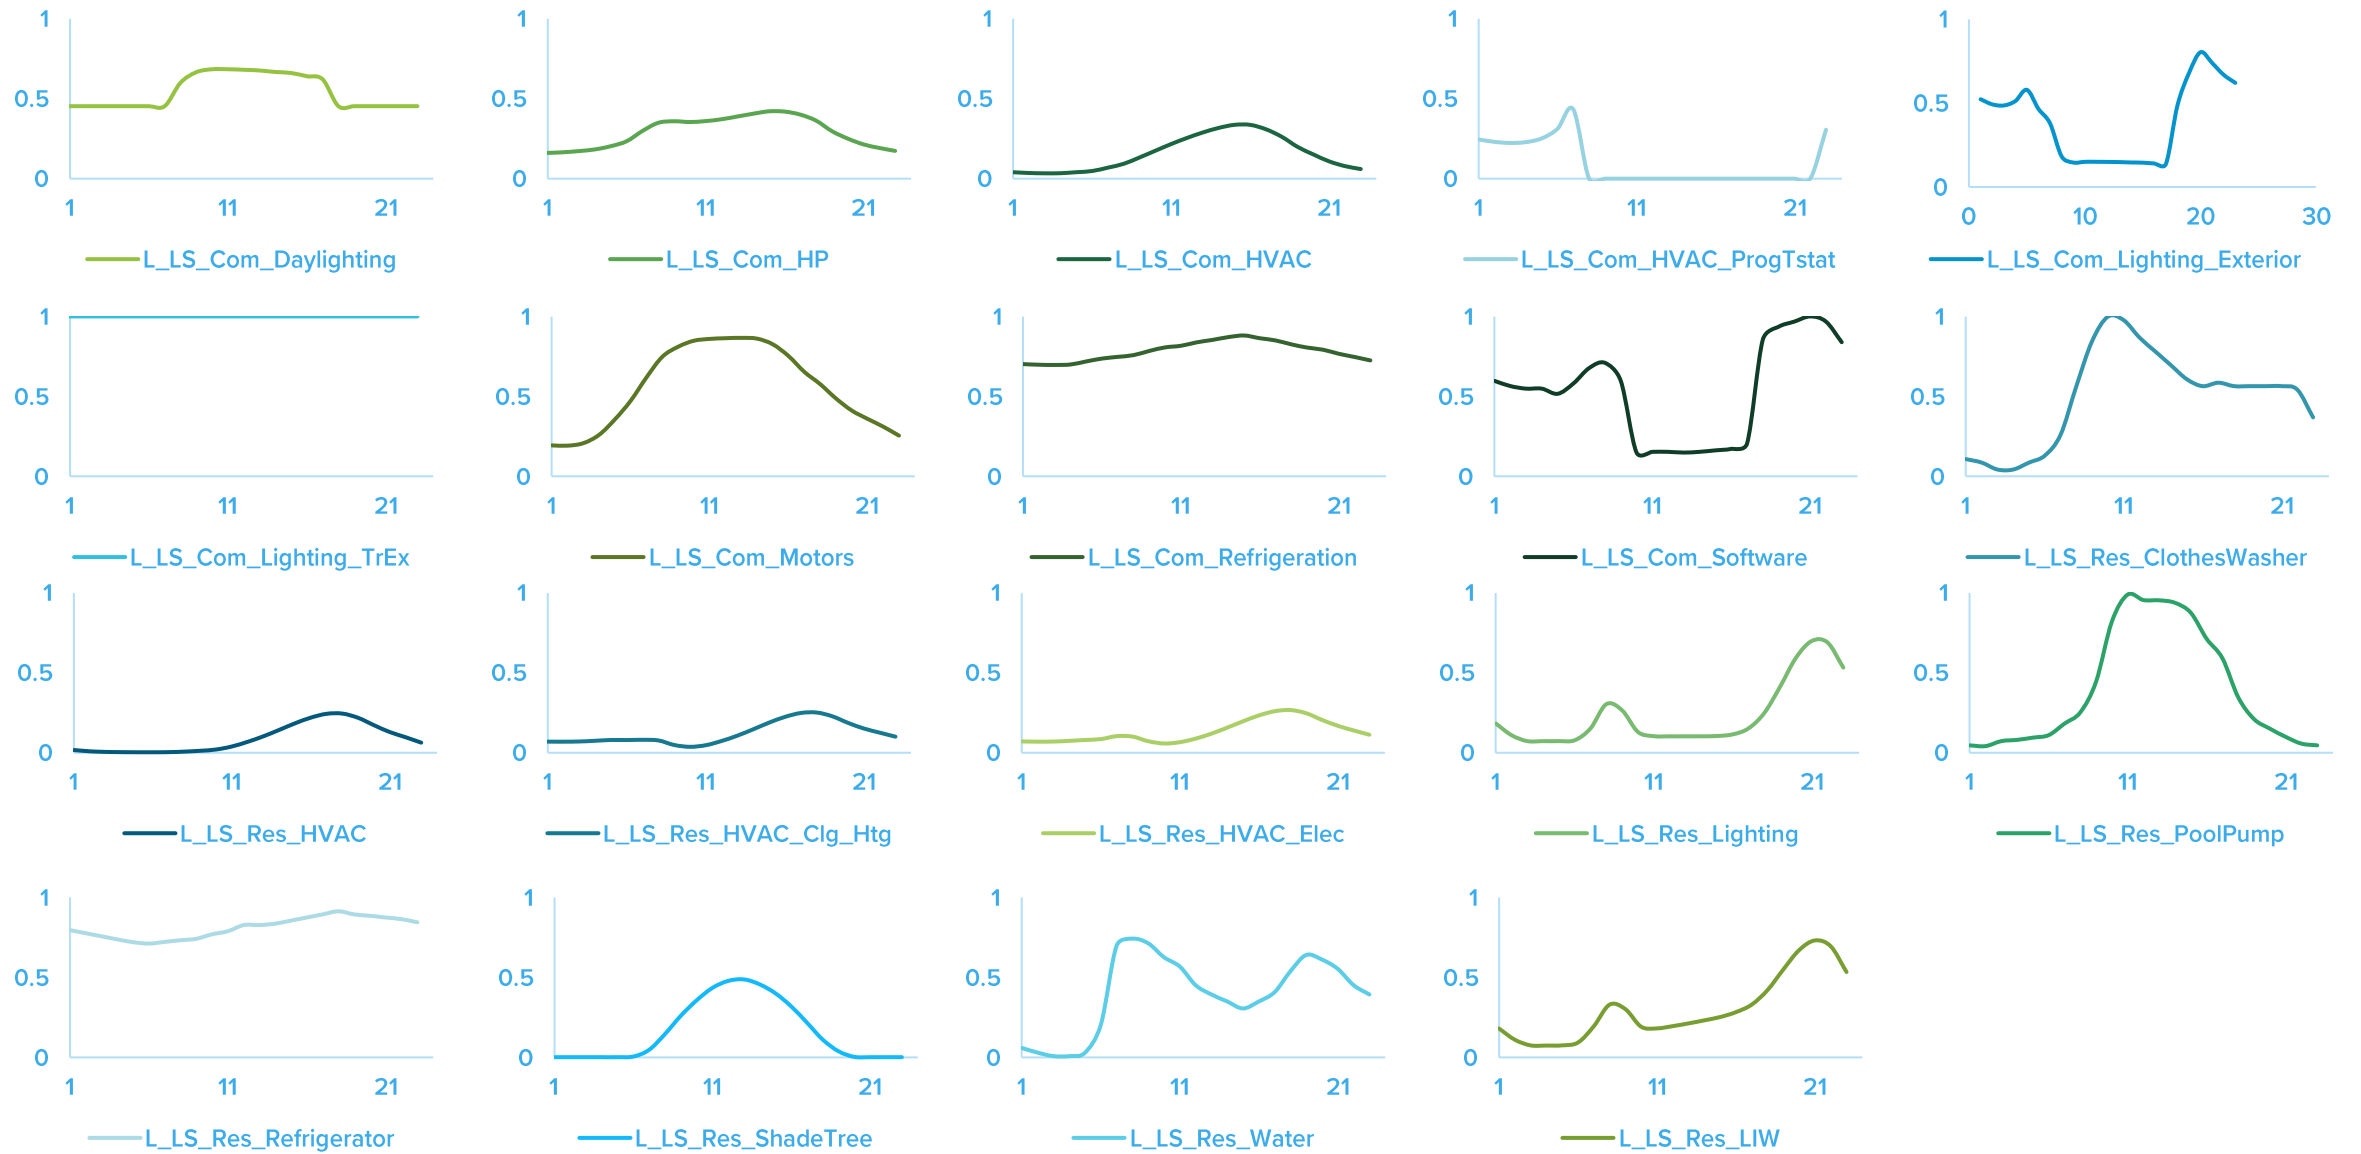 1 1 1 1 1
0.5 0.5 0.5 0.5 0.5
0 0 0 0 0
1 11 21 1 11 21 1 11 21 1 11 21 0 10 20 30
L_LS_Com_Daylighting L_LS_Com_HP L_LS_Com_HVAC L_LS_Com_HVAC_ProgTstat L_LS_Com_Lighting_Exterior
1 1 1 1 1
0.5 0.5 0.5 0.5 0.5
0 0 0 0 0
1 11 21 1 11 21 1 11 21 1 11 21 1 11 21
L_LS_Com_Lighting_TrEx L_LS_Com_Motors L_LS_Com_Refrigeration L_LS_Com_Software L_LS_Res_ClothesWasher
1 1 1 1 1
0.5 0.5 0.5 0.5 0.5
0 0 0 0 0
1 11 21 1 11 21 1 11 21 1 11 21 1 11 21
L_LS_Res_HVAC L_LS_Res_HVAC_Clg_Htg L_LS_Res_HVAC_Elec L_LS_Res_Lighting L_LS_Res_PoolPump
1 1 1 1
0.5 0.5 0.5 0.5
0 0 0 0
1 11 21 1 11 21 1 11 21 1 11 21
L_LS_Res_Refrigerator L_LS_Res_ShadeTree L_LS_Res_Water L_LS_Res_LIW